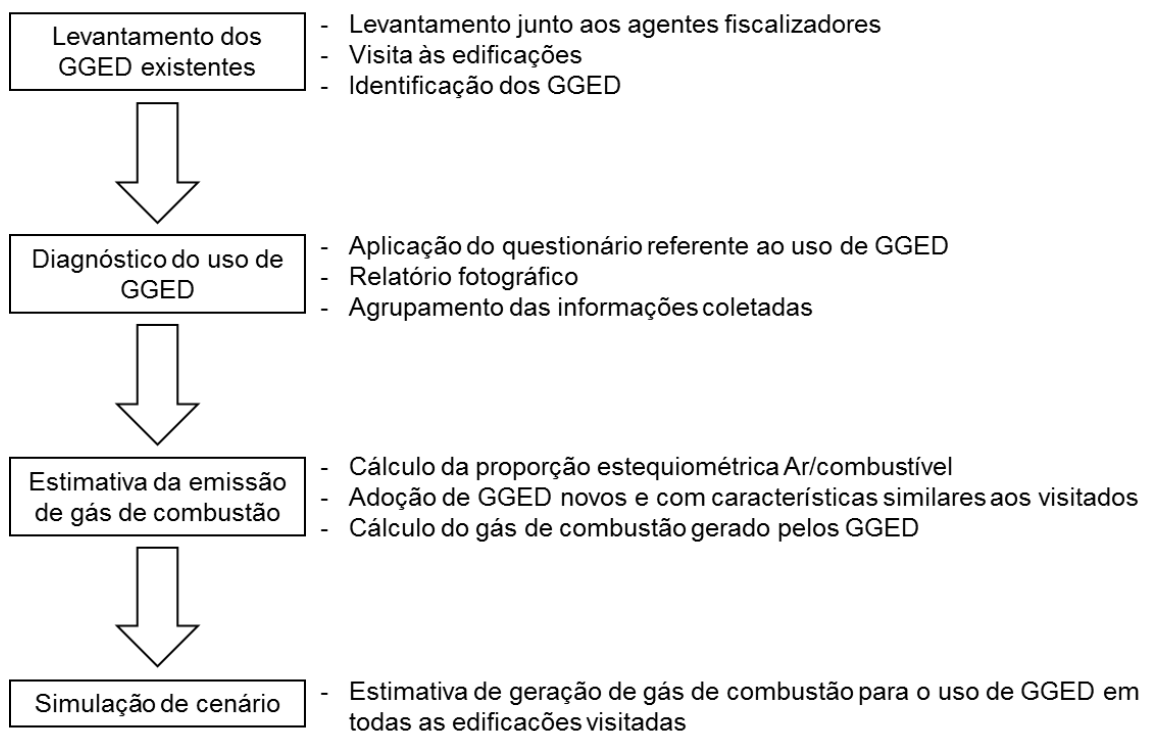 Levantamento dos
GGED existentes
- Levantamento junto aos agentes fiscalizadores
- Visita às edificações
- Identificação dos GGED
Diagnóstico do uso de
GGED
- Aplicação do questionário referente ao uso de GGED
- Relatório fotográfico
- Agrupamento das informações coletadas
Estimativa da emissão
de gás de combustão
- Cálculo da proporção estequiométrica Ar/combustível
- Adoção de GGED novos e com características similares aos visitados
- Cálculo do gás de combustão gerado pelos GGED
Simulação de cenário
- Estimativa de geração de gás de combustão para o uso de GGED em
todas as edificações visitadas